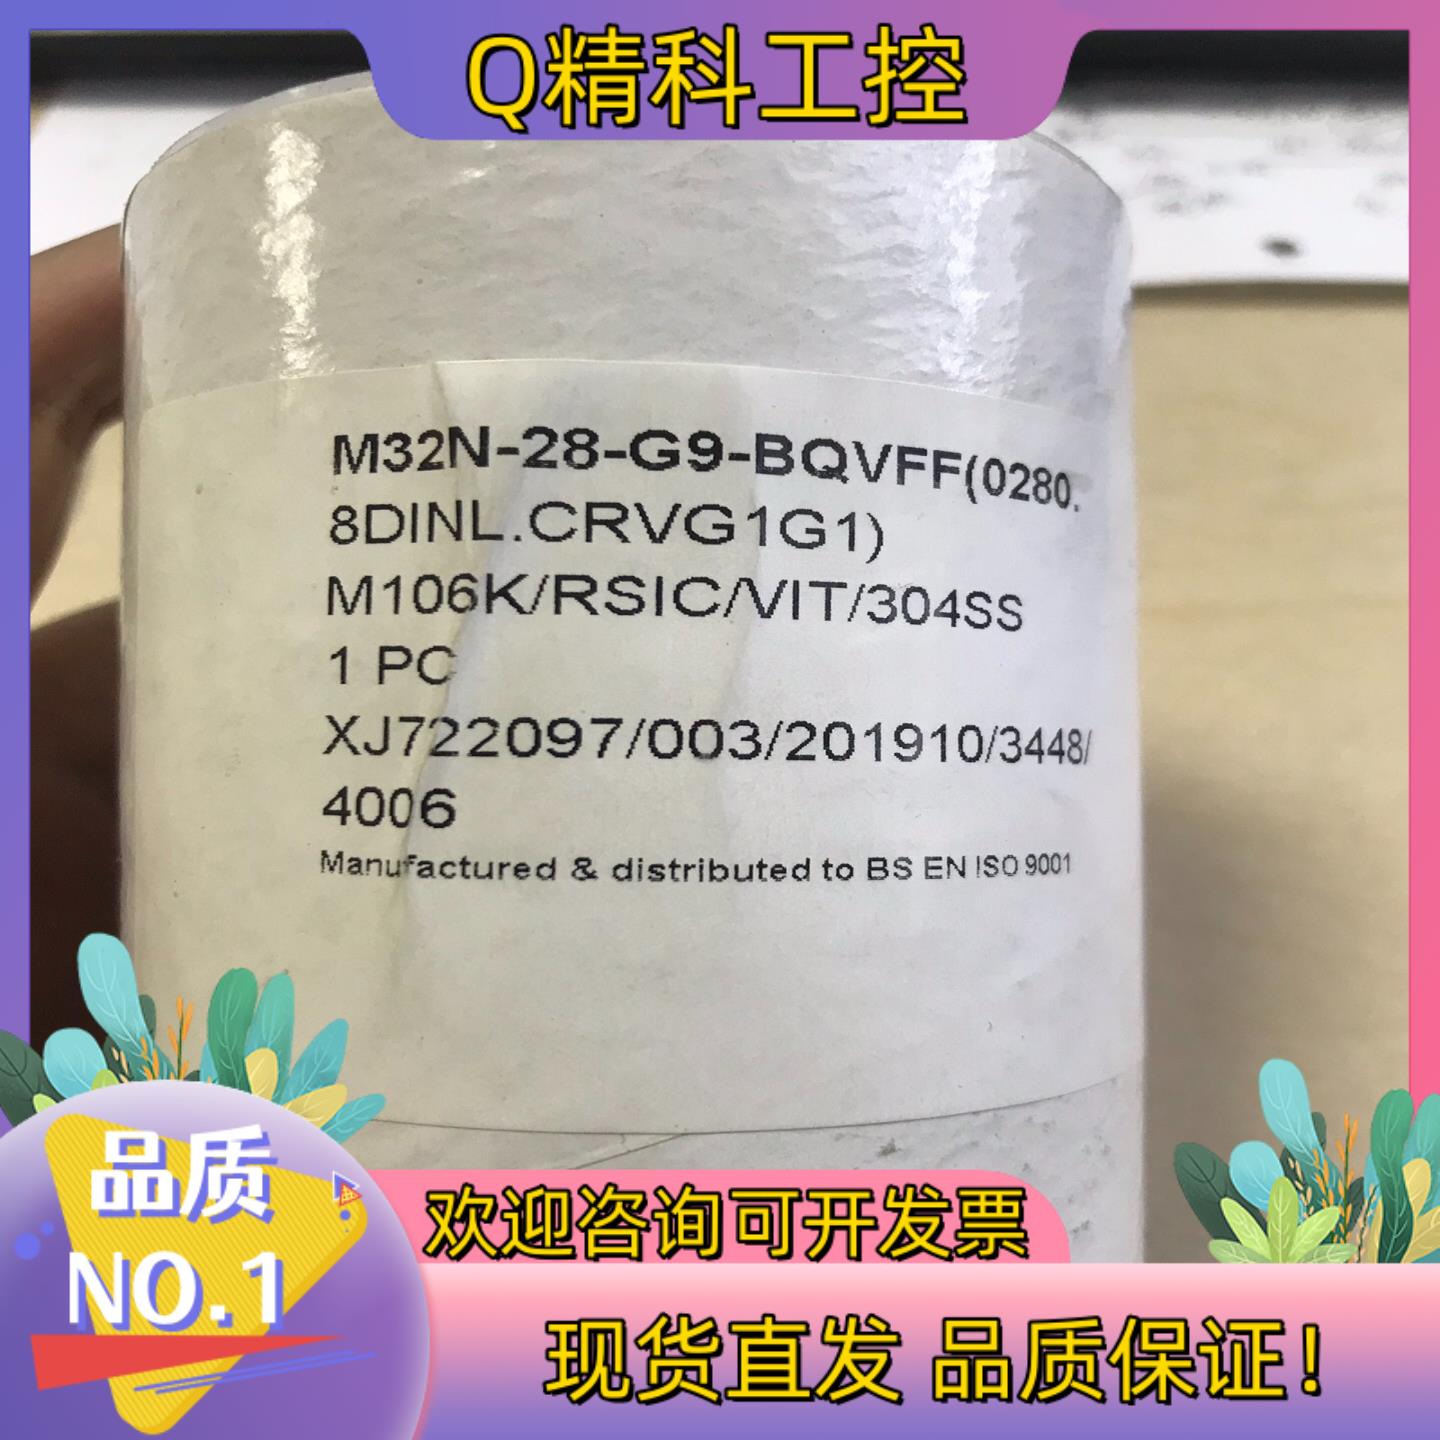 Q精科工控
M32N-28-G9-BQVFF(0280.
8DINL.CRVG1G1)
M106K/RSIC/VIT/304SS
1 PC
XJ722097/003/201910/3448/
4006
Manufactured & distributed to BS EN ISO 9001
品质
NO.1
欢迎咨询可开发票
现货直发 品质保证！